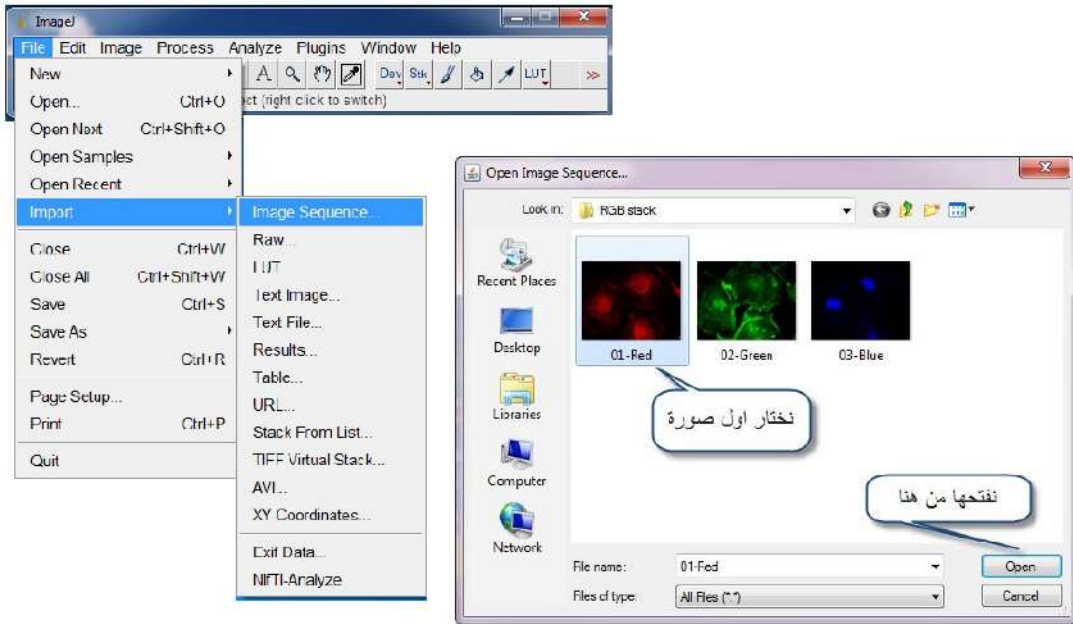 ImageJ
File Edit Image Process Analyze Plugins Window Help
A Dev Stk LUT >>
ect (right click to switch)
New
Open... Ctrl+O
Open Next Ctrl+Shift+O
Open Samples
Open Recent
Import
Close Ctrl+W
Close All Ctrl+Shift+W
Save Ctrl+S
Save As
Revert Ctrl+R
Page Setup...
Print Ctrl+P
Quit
Image Sequence...
Raw...
LUT...
Text Image...
Text File...
Results...
Table...
URL...
Stack From List...
TIFF Virtual Stack...
AVI...
XY Coordinates...
Exif Data...
NIfTI-Analyze
Open Image Sequence...
Look in: RGB stack
Recent Places
Desktop
Libraries
Computer
Network
01-Red 02-Green 03-Blue
نختار اول صورة
نفتحها من هنا
File name: 01-Red Open
Files of type: All Files (*.*) Cancel